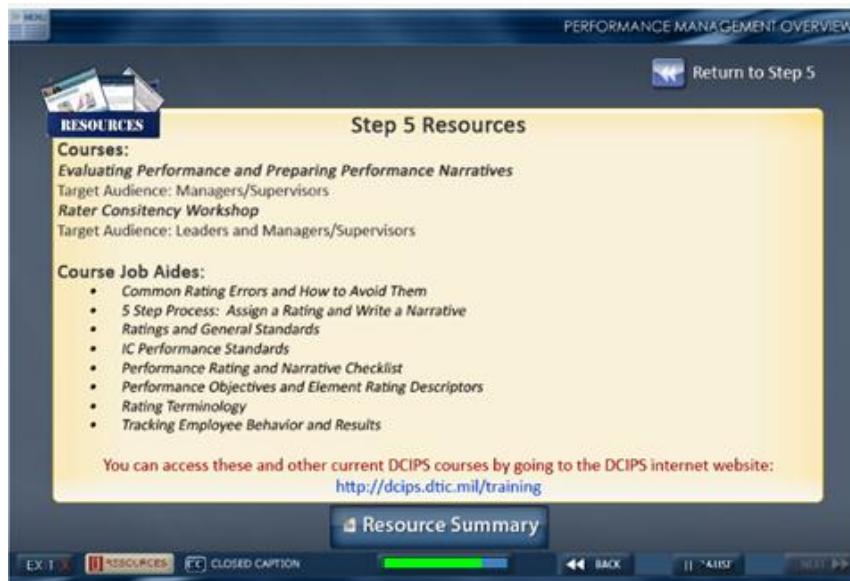 MENU
PERFORMANCE MANAGEMENT OVERVIEW
Return to Step 5
RESOURCES
Step 5 Resources
Courses:
Evaluating Performance and Preparing Performance Narratives
Target Audience: Managers/Supervisors
Rater Consitency Workshop
Target Audience: Leaders and Managers/Supervisors
Course Job Aides:
• Common Rating Errors and How to Avoid Them
• 5 Step Process: Assign a Rating and Write a Narrative
• Ratings and General Standards
• IC Performance Standards
• Performance Rating and Narrative Checklist
• Performance Objectives and Element Rating Descriptors
• Rating Terminology
• Tracking Employee Behavior and Results
You can access these and other current DCIPS courses by going to the DCIPS internet website:
http://dcips.dtic.mil/training
Resource Summary
EXIT X RESOURCES CC CLOSED CAPTION BACK PAUSE NEXT